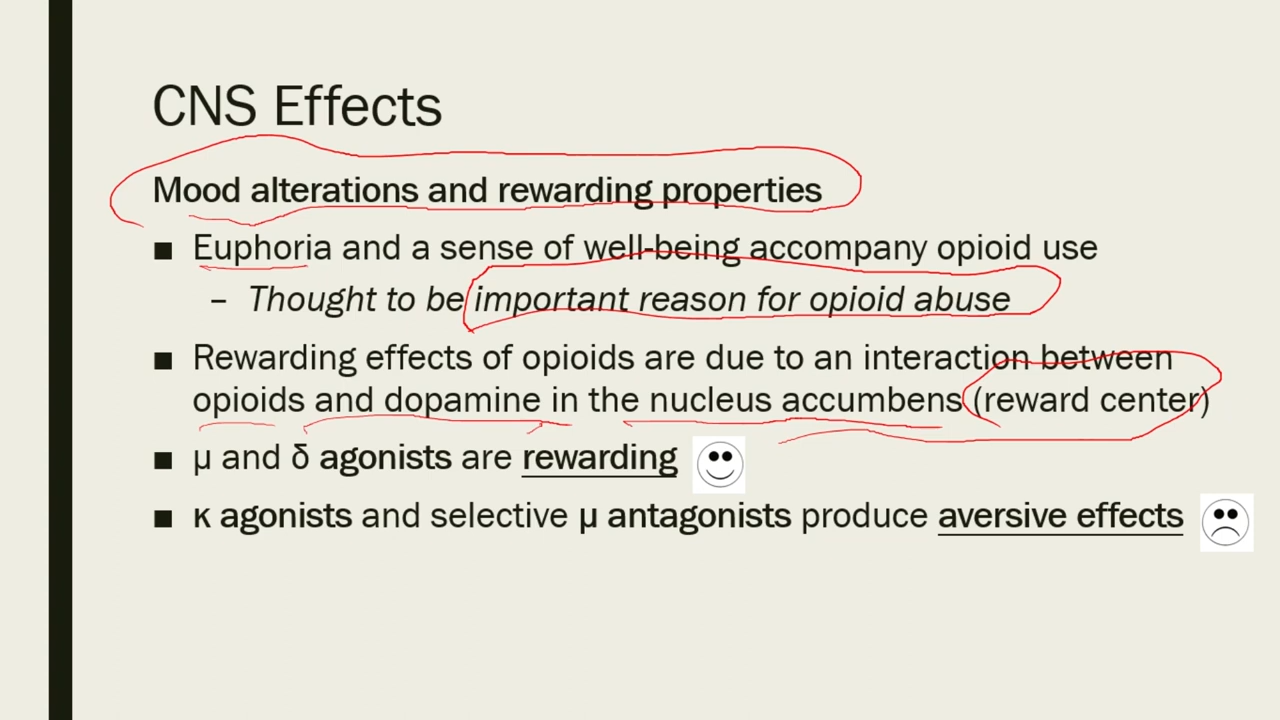 CNS Effects
Mood alterations and rewarding properties
■ Euphoria and a sense of well-being accompany opioid use
– Thought to be important reason for opioid abuse
■ Rewarding effects of opioids are due to an interaction between
opioids and dopamine in the nucleus accumbens (reward center)
■ µ and δ agonists are rewarding
■ κ agonists and selective µ antagonists produce aversive effects